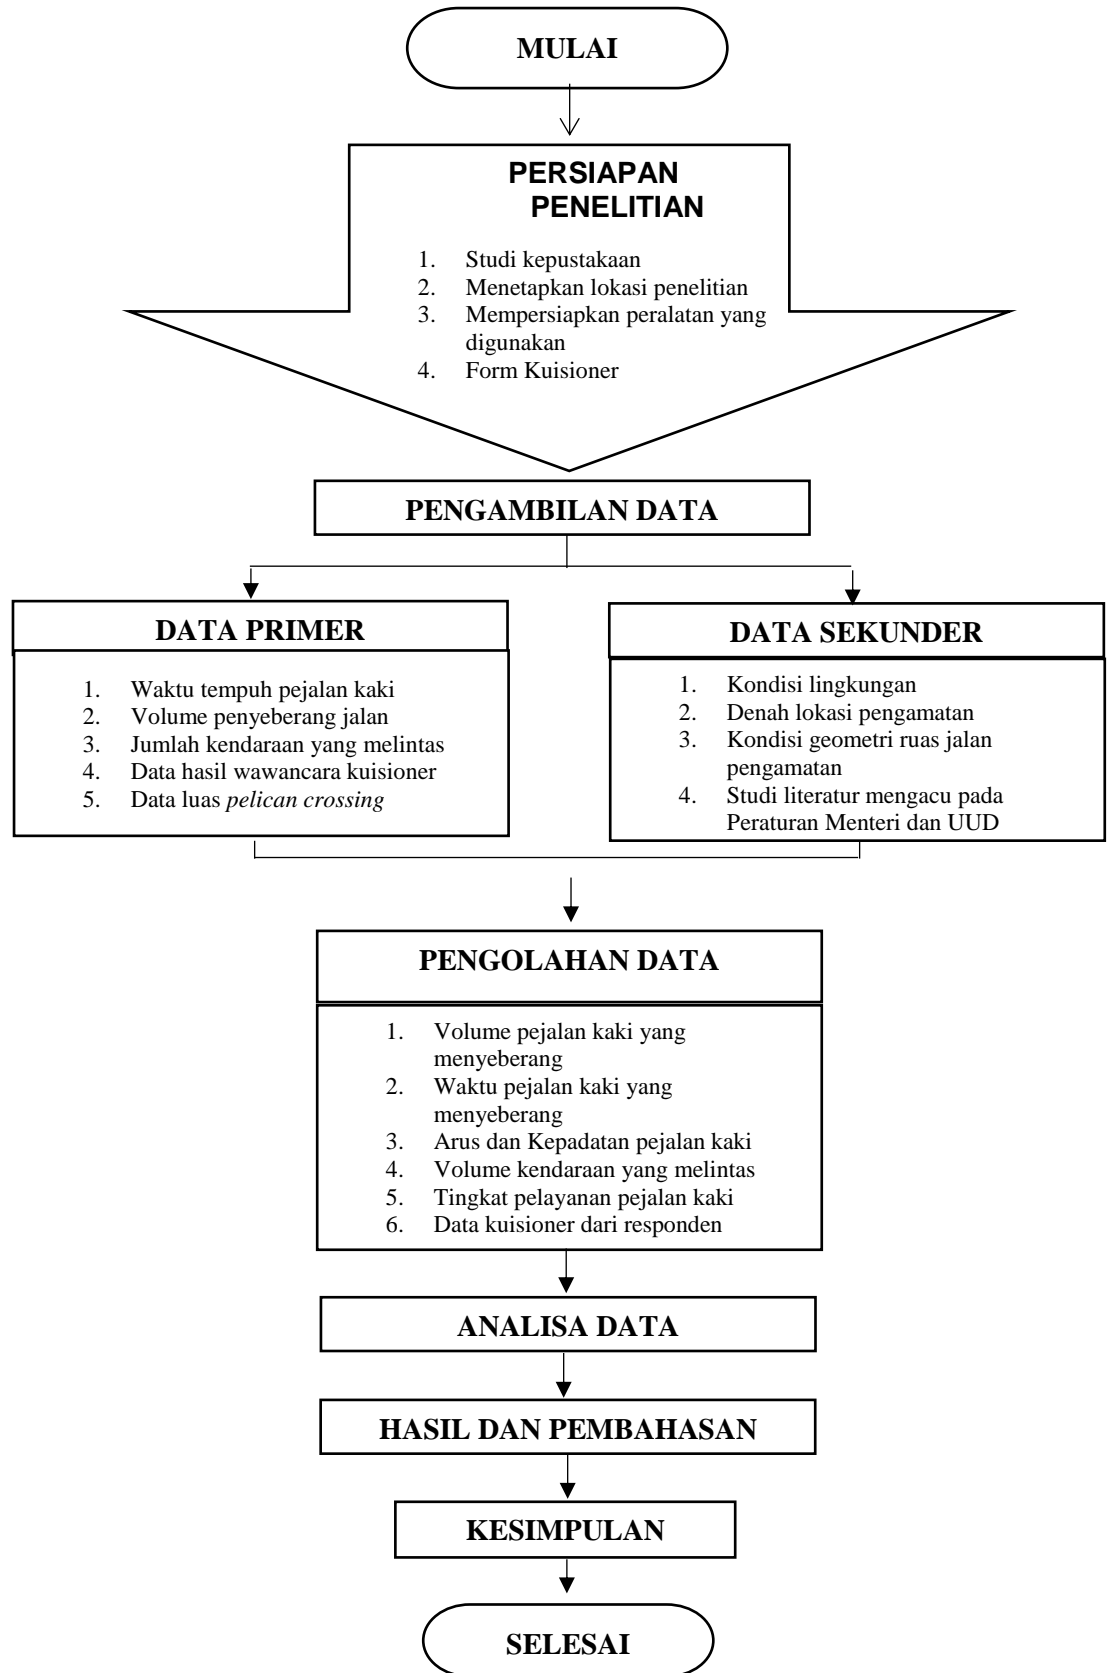 MULAI
PERSIAPAN
PENELITIAN
1. Studi kepustakaan
2. Menetapkan lokasi penelitian
3. Mempersiapkan peralatan yang
digunakan
4. Form Kuisioner
PENGAMBILAN DATA
DATA PRIMER
1. Waktu tempuh pejalan kaki
2. Volume penyeberang jalan
3. Jumlah kendaraan yang melintas
4. Data hasil wawancara kuisioner
5. Data luas pelican crossing
DATA SEKUNDER
1. Kondisi lingkungan
2. Denah lokasi pengamatan
3. Kondisi geometri ruas jalan
pengamatan
4. Studi literatur mengacu pada
Peraturan Menteri dan UUD
PENGOLAHAN DATA
1. Volume pejalan kaki yang
menyeberang
2. Waktu pejalan kaki yang
menyeberang
3. Arus dan Kepadatan pejalan kaki
4. Volume kendaraan yang melintas
5. Tingkat pelayanan pejalan kaki
6. Data kuisioner dari responden
ANALISA DATA
HASIL DAN PEMBAHASAN
KESIMPULAN
SELESAI